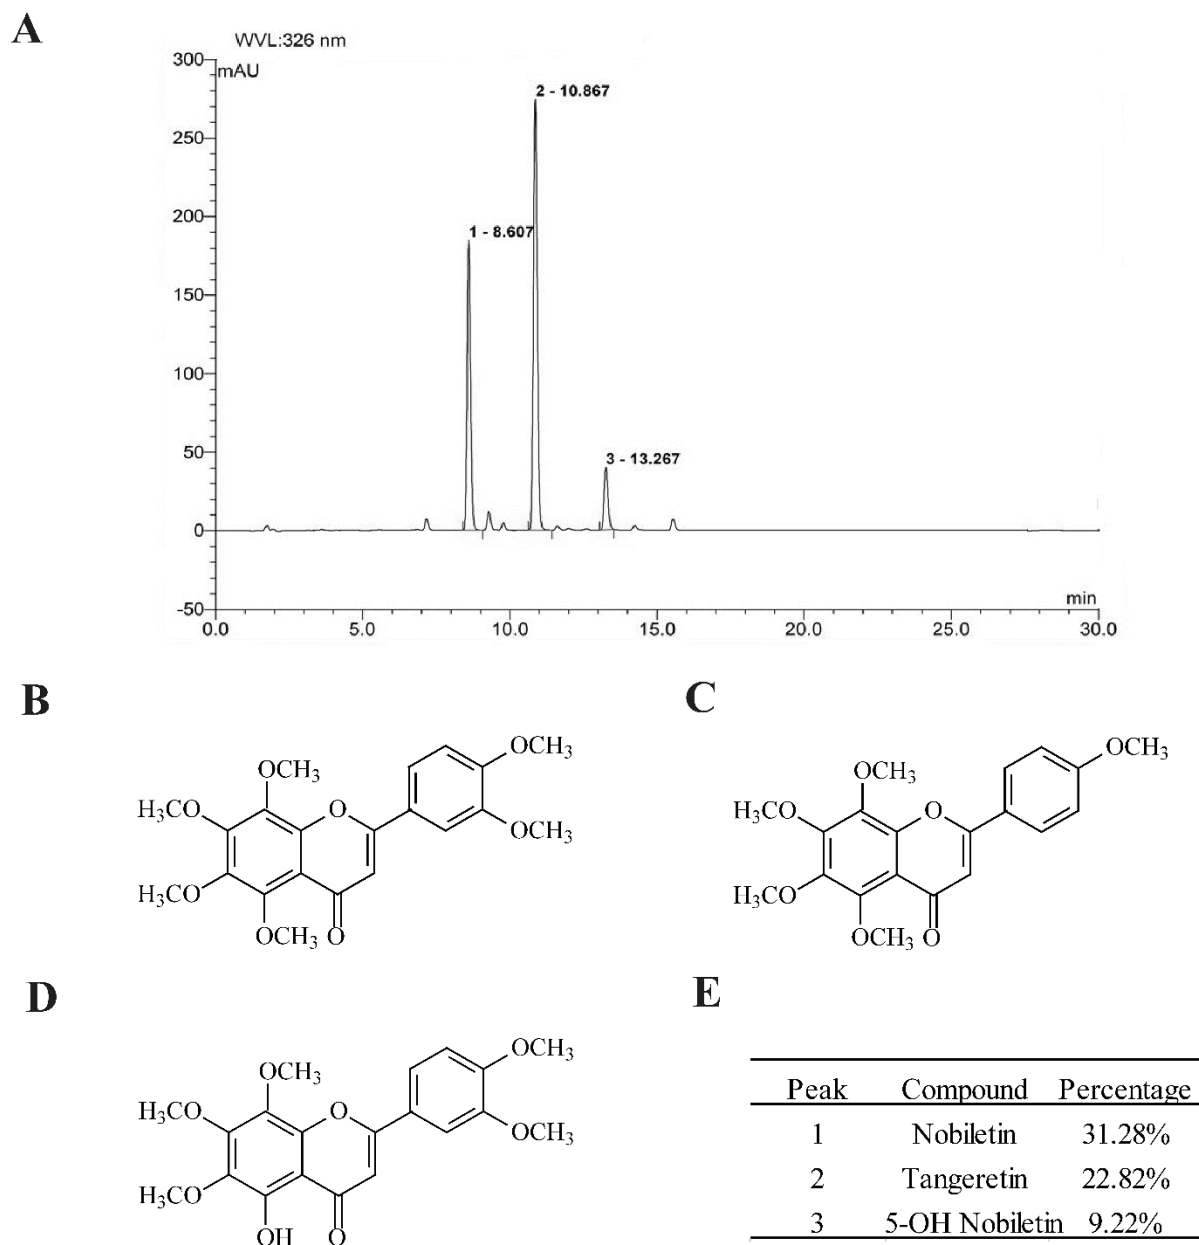 A
WVL:326 nm
mAU
300
250
200
150
100
50
0
-50
1 - 8.607
2 - 10.867
3 - 13.267
min
0.0 5.0 10.0 15.0 20.0 25.0 30.0
B
OCH3
OCH3
H3CO
O
OCH3
H3CO
OCH3 O
C
OCH3
OCH3
H3CO
O
H3CO
OCH3 O
D
OCH3
OCH3
H3CO
O
OCH3
H3CO
OH O
E
Peak Compound Percentage
1 Nobiletin 31.28%
2 Tangeretin 22.82%
3 5-OH Nobiletin 9.22%